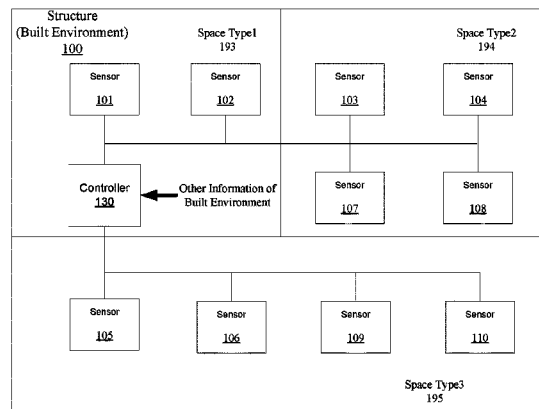 Structure
(Built Environment)
100
Space Type1
193
Space Type2
194
Sensor
101
Sensor
102
Sensor
103
Sensor
104
Controller
130
Other Information of
Built Environment
Sensor
107
Sensor
108
Sensor
105
Sensor
106
Sensor
109
Sensor
110
Space Type3
195